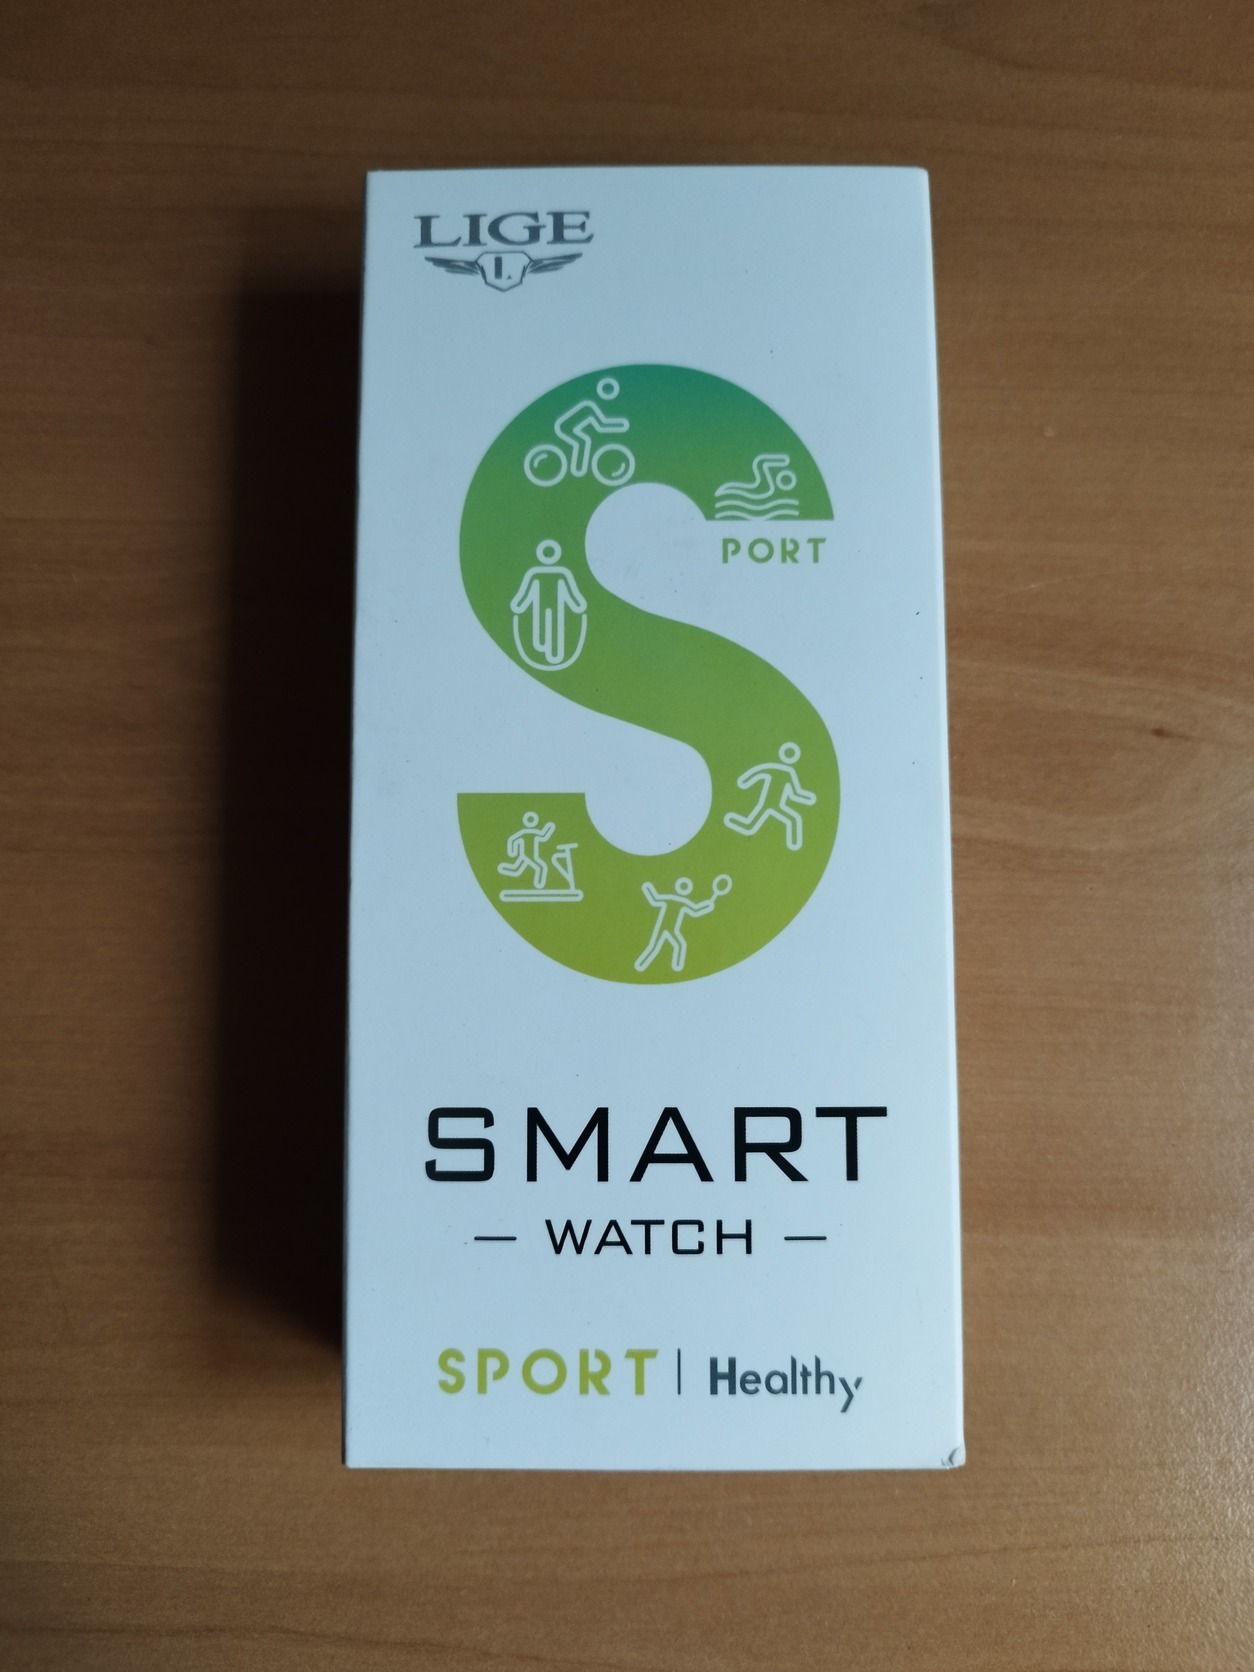 LIGE
L
PORT
SMART
— WATCH —
SPORT | Healthy